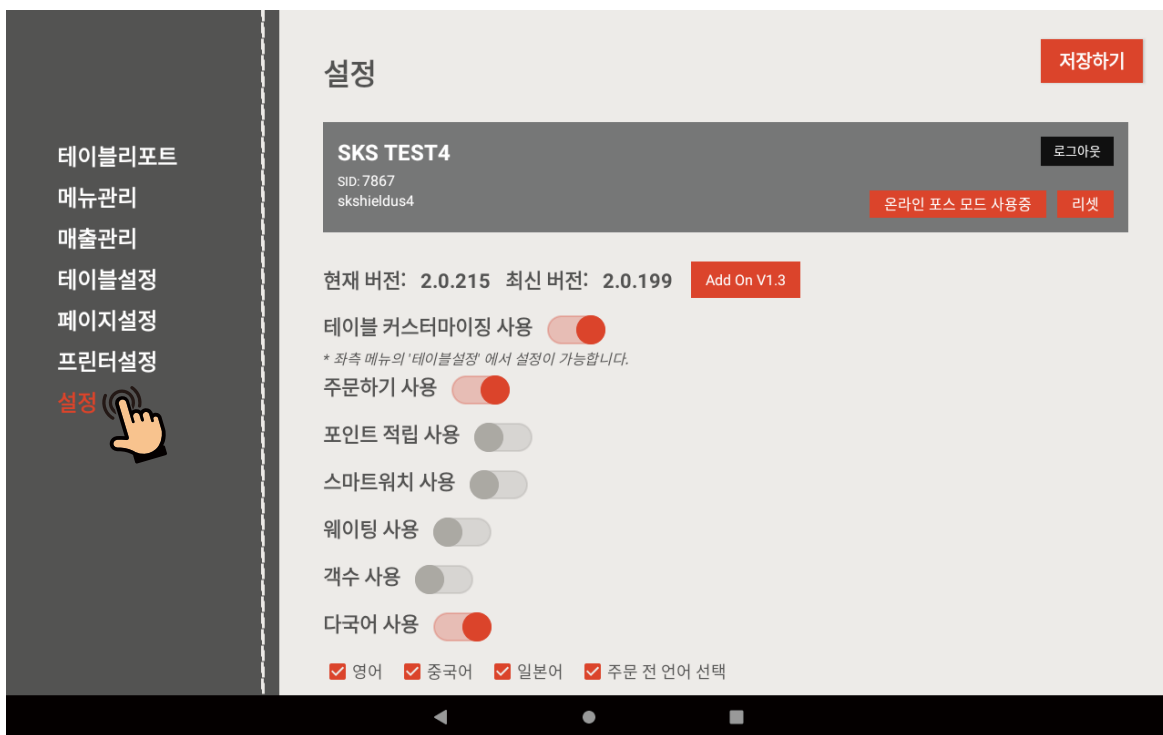 테이블리포트
메뉴관리
매출관리
테이블설정
페이지설정
프린터설정
설정
설정
저장하기
SKS TEST4
로그아웃
SID: 7867
skshieldus4
온라인 포스 모드 사용중 리셋
현재 버전: 2.0.215 최신 버전: 2.0.199 Add On V1.3
테이블 커스터마이징 사용
* 좌측 메뉴의 '테이블설정' 에서 설정이 가능합니다.
주문하기 사용
포인트 적립 사용
스마트워치 사용
웨이팅 사용
객수 사용
다국어 사용
영어 중국어 일본어 주문 전 언어 선택